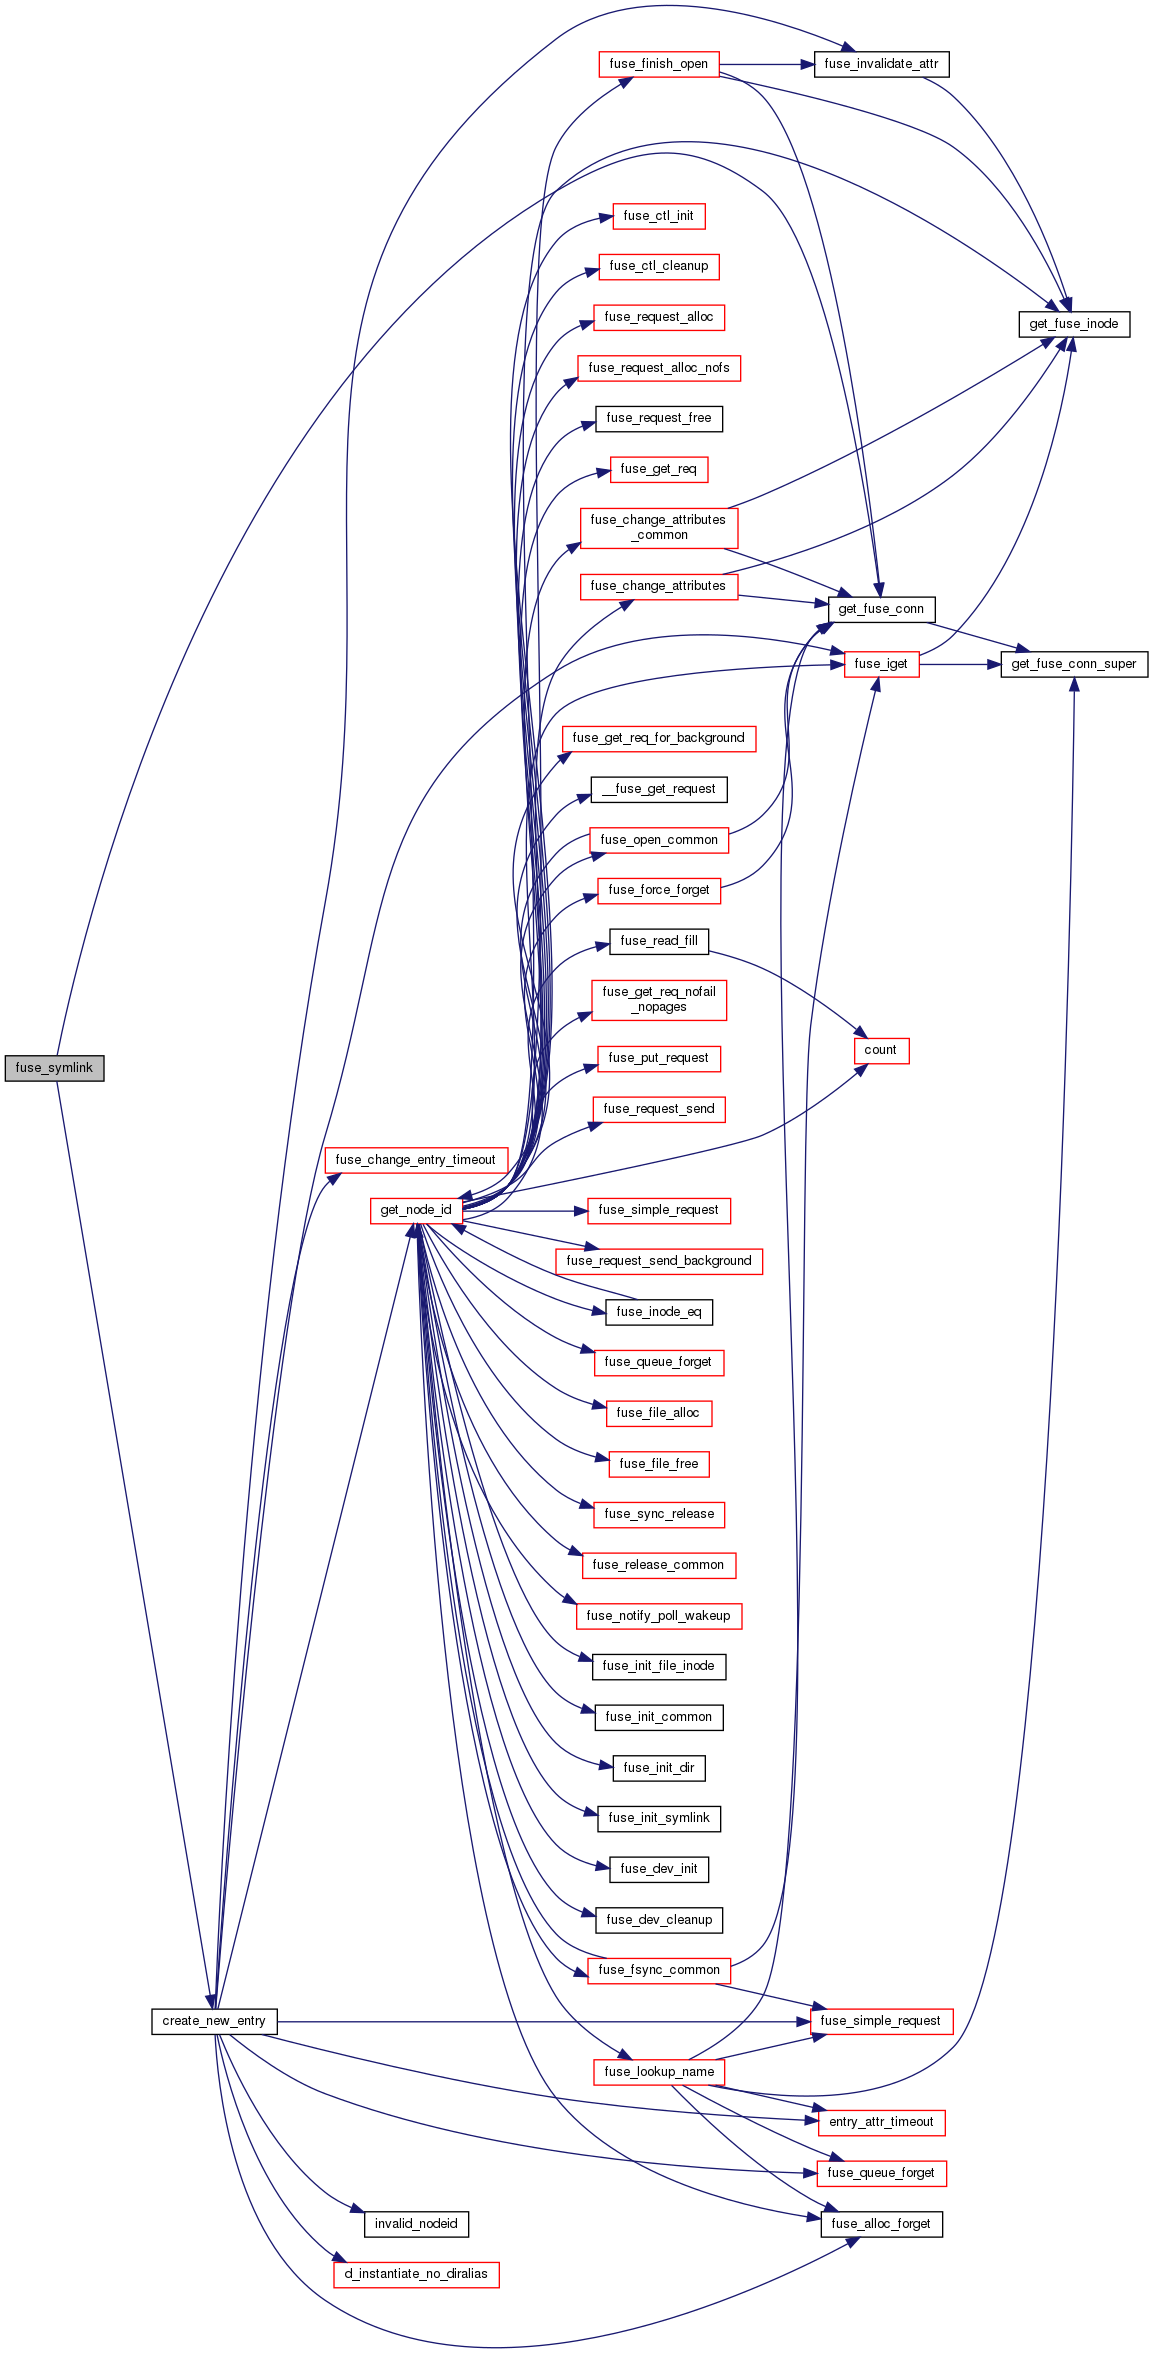 fuse_finish_open
fuse_invalidate_attr
fuse_ctl_init
fuse_ctl_cleanup
fuse_request_alloc
get_fuse_inode
fuse_request_alloc_nofs
fuse_request_free
fuse_get_req
fuse_change_attributes
_common
fuse_change_attributes
get_fuse_conn
fuse_iget
get_fuse_conn_super
fuse_get_req_for_background
__fuse_get_request
fuse_open_common
fuse_force_forget
fuse_read_fill
fuse_get_req_nofail
_nopages
count
fuse_put_request
fuse_symlink
fuse_request_send
fuse_change_entry_timeout
get_node_id
fuse_simple_request
fuse_request_send_background
fuse_inode_eq
fuse_queue_forget
fuse_file_alloc
fuse_file_free
fuse_sync_release
fuse_release_common
fuse_notify_poll_wakeup
fuse_init_file_inode
fuse_init_common
fuse_init_dir
fuse_init_symlink
fuse_dev_init
fuse_dev_cleanup
fuse_fsync_common
create_new_entry
fuse_simple_request
fuse_lookup_name
entry_attr_timeout
fuse_queue_forget
invalid_nodeid
fuse_alloc_forget
d_instantiate_no_diralias